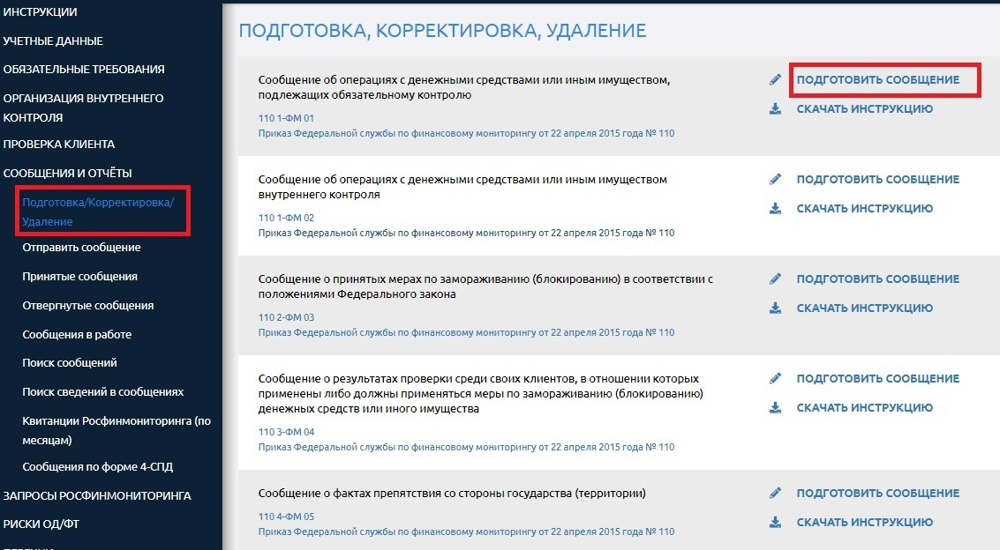 ИНСТРУКЦИИ
УЧЕТНЫЕ ДАННЫЕ
ОБЯЗАТЕЛЬНЫЕ ТРЕБОВАНИЯ
ОРГАНИЗАЦИЯ ВНУТРЕННЕГО
КОНТРОЛЯ
ПРОВЕРКА КЛИЕНТА
СООБЩЕНИЯ И ОТЧЁТЫ
Подготовка/Корректировка/
Удаление
Отправить сообщение
Принятые сообщения
Отвергнутые сообщения
Сообщения в работе
Поиск сообщений
Поиск сведений в сообщениях
Квитанции Росфинмониторинга (по
месяцам)
Сообщения по форме 4-СПД
ЗАПРОСЫ РОСФИНМОНИТОРИНГА
РИСКИ ОД/ФТ
ПОДГОТОВКА, КОРРЕКТИРОВКА, УДАЛЕНИЕ
Сообщение об операциях с денежными средствами или иным имуществом,
подлежащих обязательному контролю
110 1-ФМ 01
Приказ Федеральной службы по финансовому мониторингу от 22 апреля 2015 года № 110
ПОДГОТОВИТЬ СООБЩЕНИЕ
СКАЧАТЬ ИНСТРУКЦИЮ
Сообщение об операциях с денежными средствами или иным имуществом
внутреннего контроля
110 1-ФМ 02
Приказ Федеральной службы по финансовому мониторингу от 22 апреля 2015 года № 110
ПОДГОТОВИТЬ СООБЩЕНИЕ
СКАЧАТЬ ИНСТРУКЦИЮ
Сообщение о принятых мерах по замораживанию (блокированию) в соответствии с
положениями Федерального закона
110 2-ФМ 03
Приказ Федеральной службы по финансовому мониторингу от 22 апреля 2015 года № 110
ПОДГОТОВИТЬ СООБЩЕНИЕ
СКАЧАТЬ ИНСТРУКЦИЮ
Сообщение о результатах проверки среди своих клиентов, в отношении которых
применены либо должны применяться меры по замораживанию (блокированию)
денежных средств или иного имущества
110 3-ФМ 04
Приказ Федеральной службы по финансовому мониторингу от 22 апреля 2015 года № 110
ПОДГОТОВИТЬ СООБЩЕНИЕ
СКАЧАТЬ ИНСТРУКЦИЮ
Сообщение о фактах препятствия со стороны государства (территории)
110 4-ФМ 05
Приказ Федеральной службы по финансовому мониторингу от 22 апреля 2015 года № 110
ПОДГОТОВИТЬ СООБЩЕНИЕ
СКАЧАТЬ ИНСТРУКЦИЮ